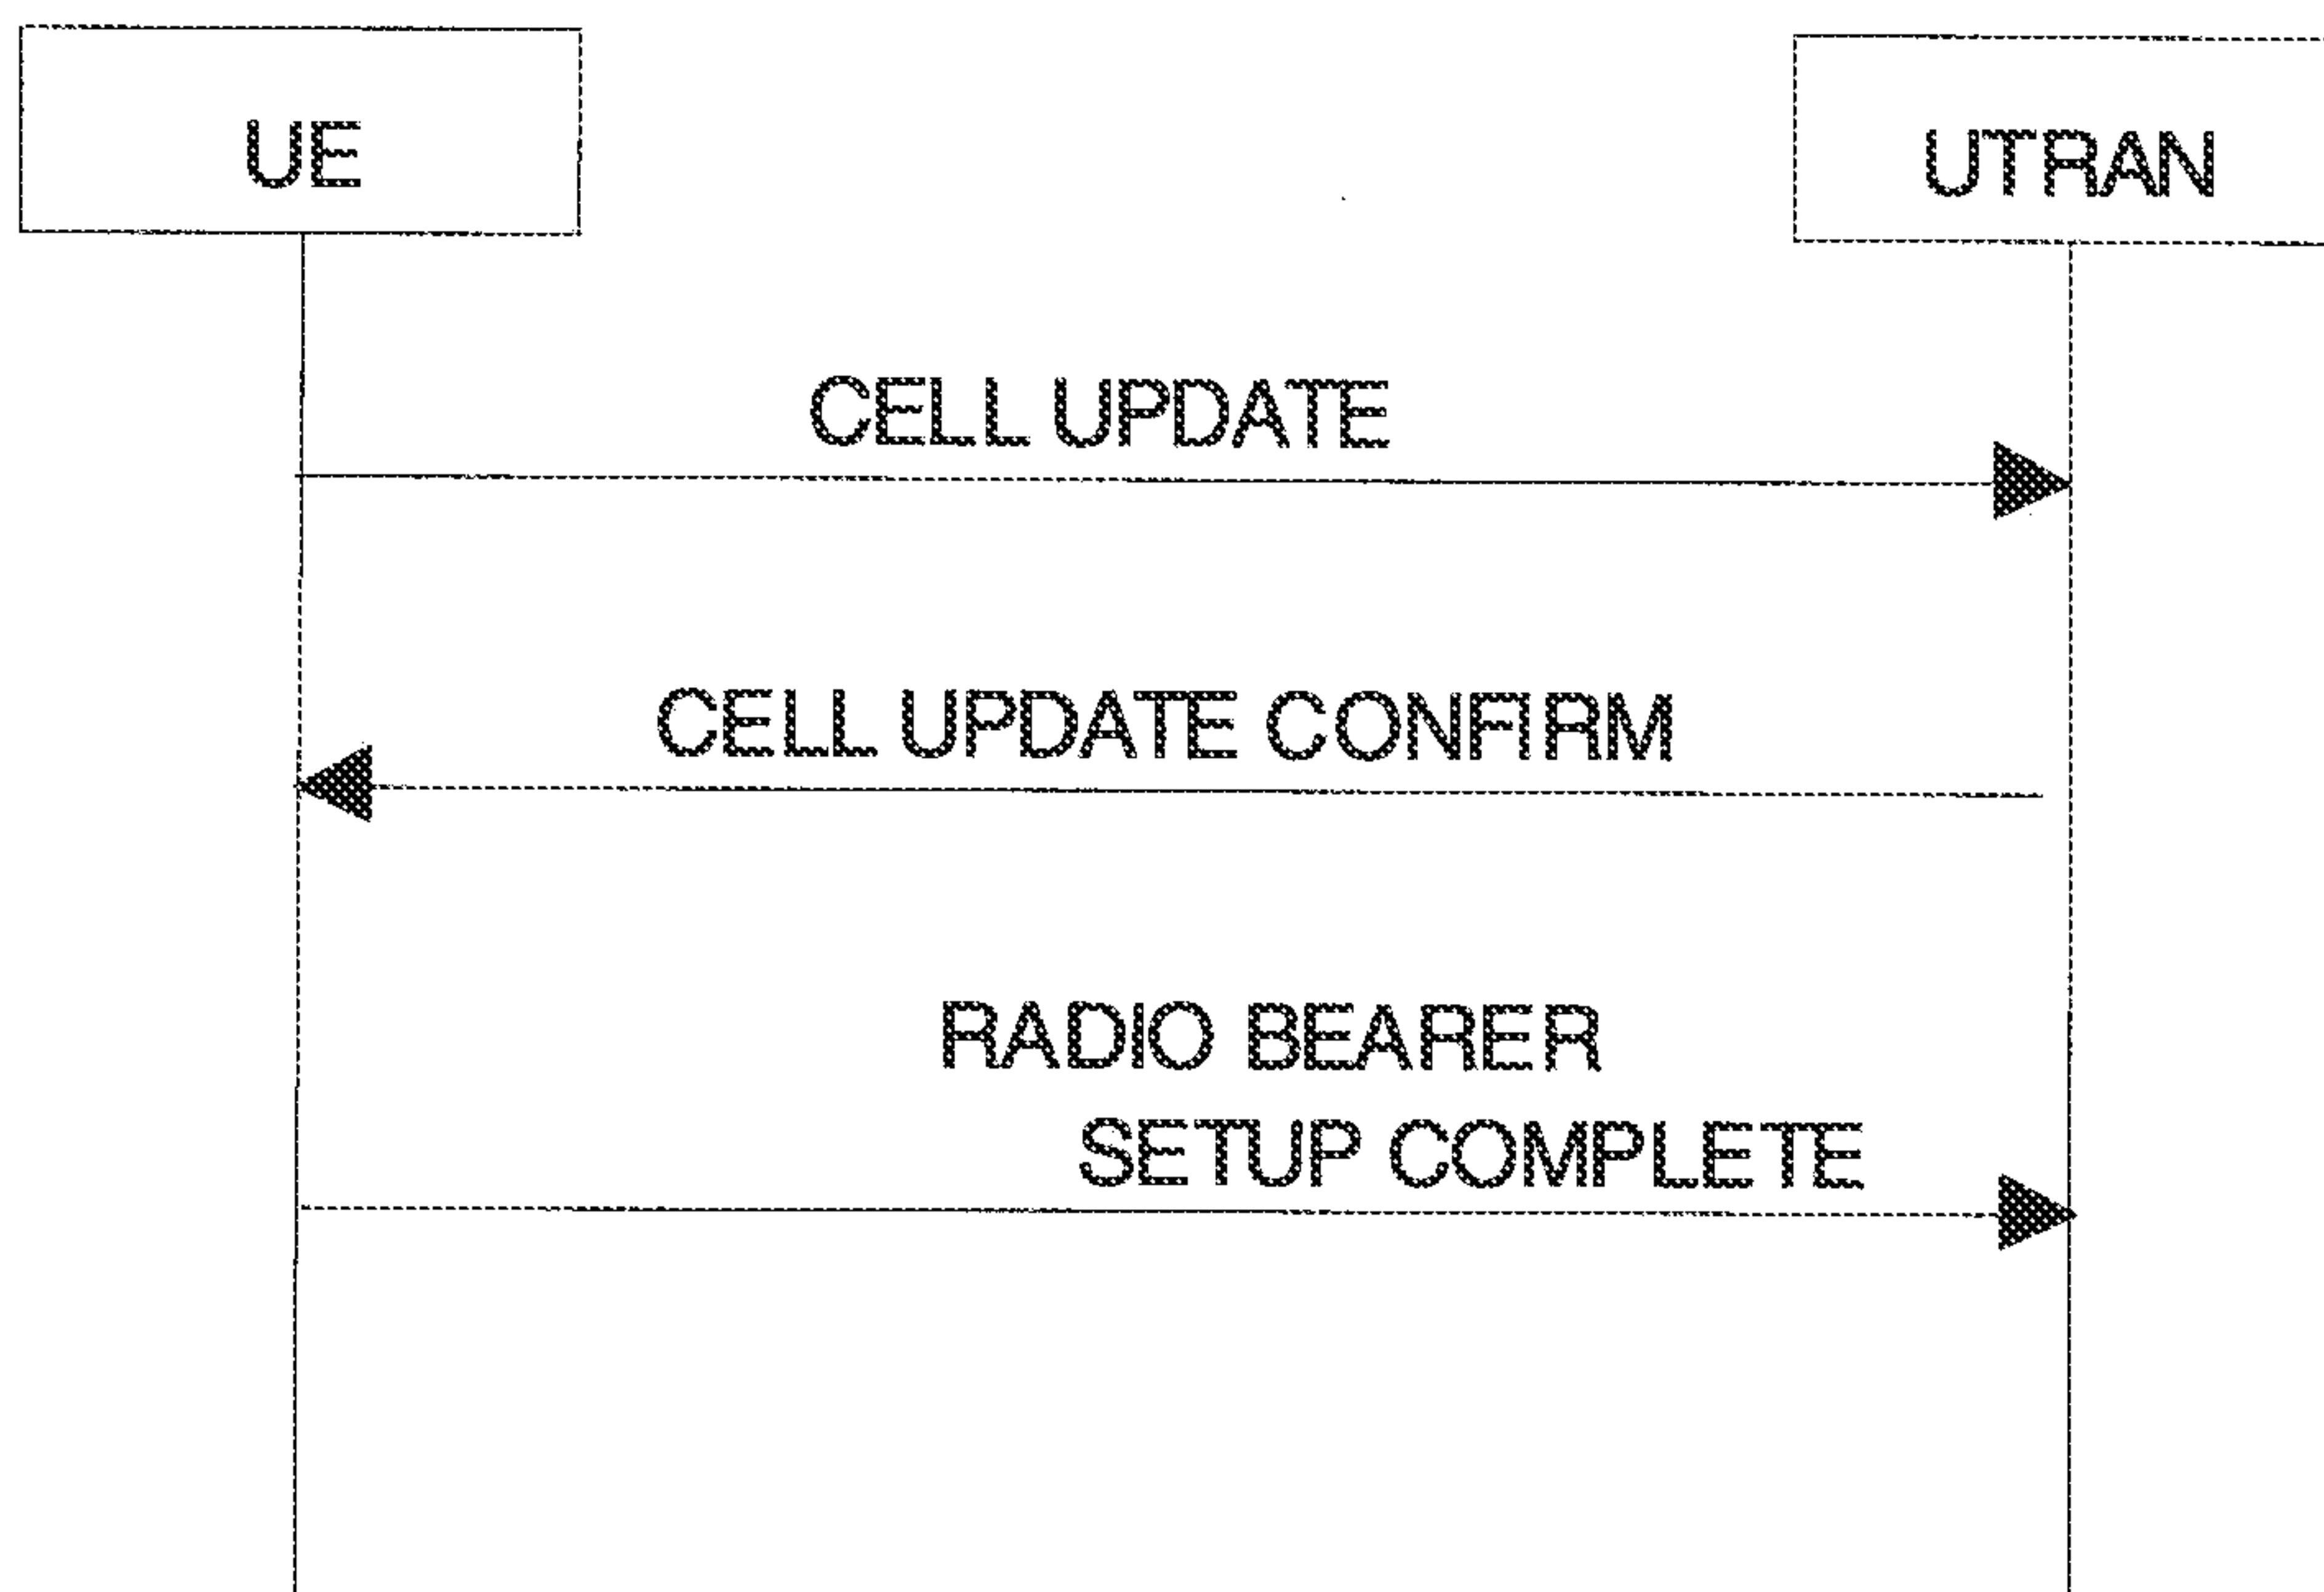 UE
UTRAN
CELL UPDATE
CELL UPDATE CONFIRM
RADIO BEARER
SETUP COMPLETE